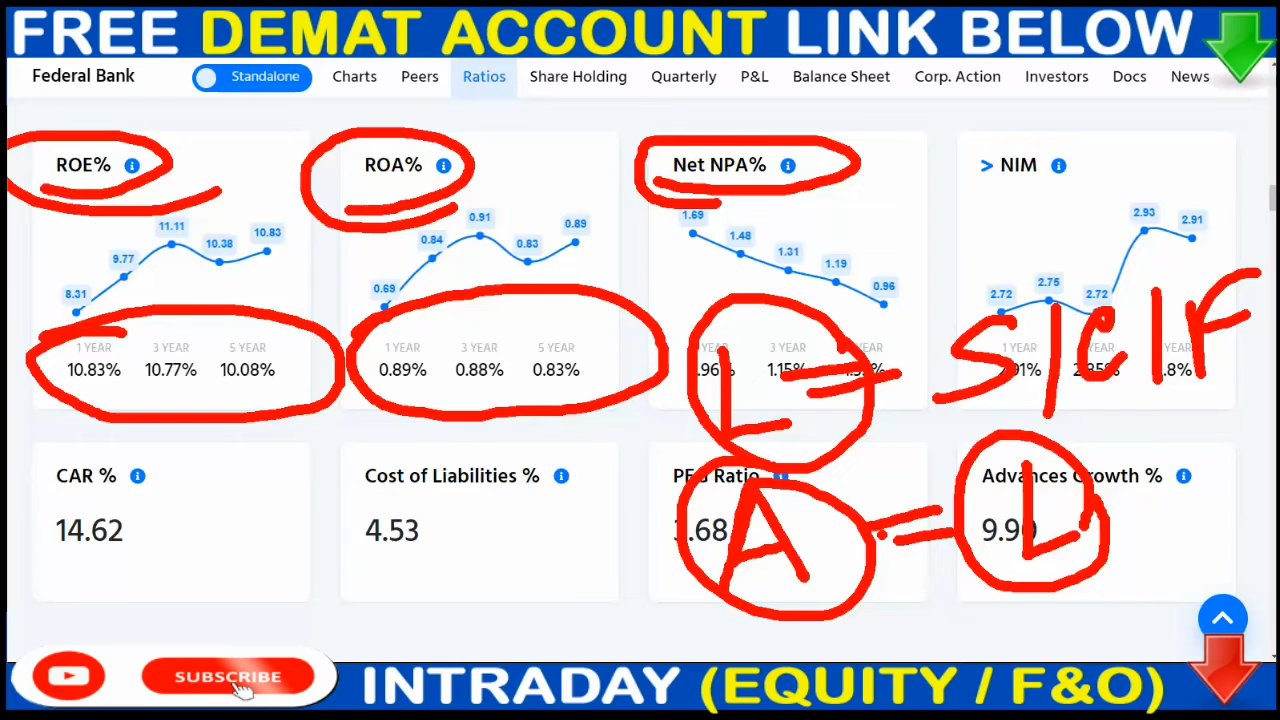 FREE DEMAT ACCOUNT LINK BELOW
Federal Bank Standalone Charts Peers Ratios Share Holding Quarterly P&L Balance Sheet Corp. Action Investors Docs News
ROE% ROA% Net NPA% > NIM
8.31 9.77 11.11 10.38 10.83
0.69 0.84 0.91 0.83 0.89
1.69 1.48 1.31 1.19 0.96
2.72 2.75 2.72 2.93 2.91
1 YEAR 3 YEAR 5 YEAR 1 YEAR 3 YEAR 5 YEAR 3 YEAR 1 YEAR
10.83% 10.77% 10.08% 0.89% 0.88% 0.83% 1.15%
L = S/C/F
CAR % Cost of Liabilities % Ratio Advances Growth %
14.62 4.53
A = L
SUBSCRIBE
INTRADAY (EQUITY / F&O)